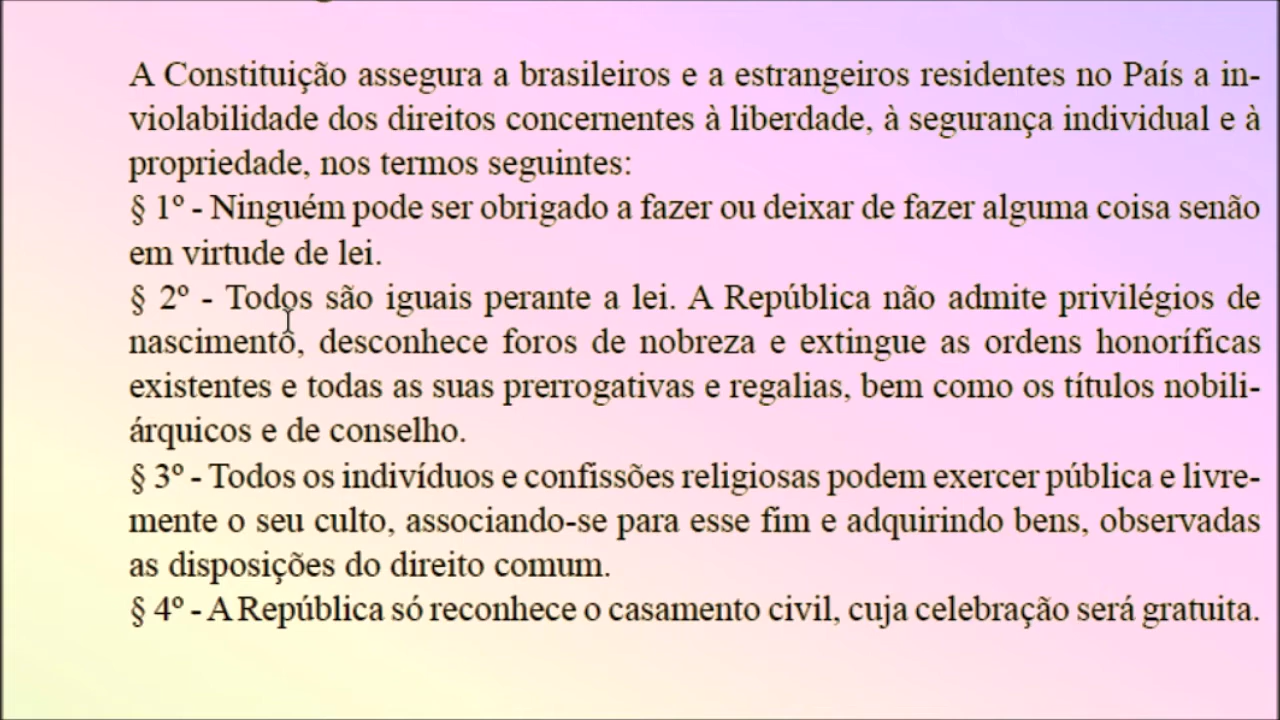 A Constituição assegura a brasileiros e a estrangeiros residentes no País a in-
violabilidade dos direitos concernentes à liberdade, à segurança individual e à
propriedade, nos termos seguintes:
§ 1º - Ninguém pode ser obrigado a fazer ou deixar de fazer alguma coisa senão
em virtude de lei.
§ 2º - Todos são iguais perante a lei. A República não admite privilégios de
nascimento, desconhece foros de nobreza e extingue as ordens honoríficas
existentes e todas as suas prerrogativas e regalias, bem como os títulos nobili-
árquicos e de conselho.
§ 3º - Todos os indivíduos e confissões religiosas podem exercer pública e livre-
mente o seu culto, associando-se para esse fim e adquirindo bens, observadas
as disposições do direito comum.
§ 4º - A República só reconhece o casamento civil, cuja celebração será gratuita.